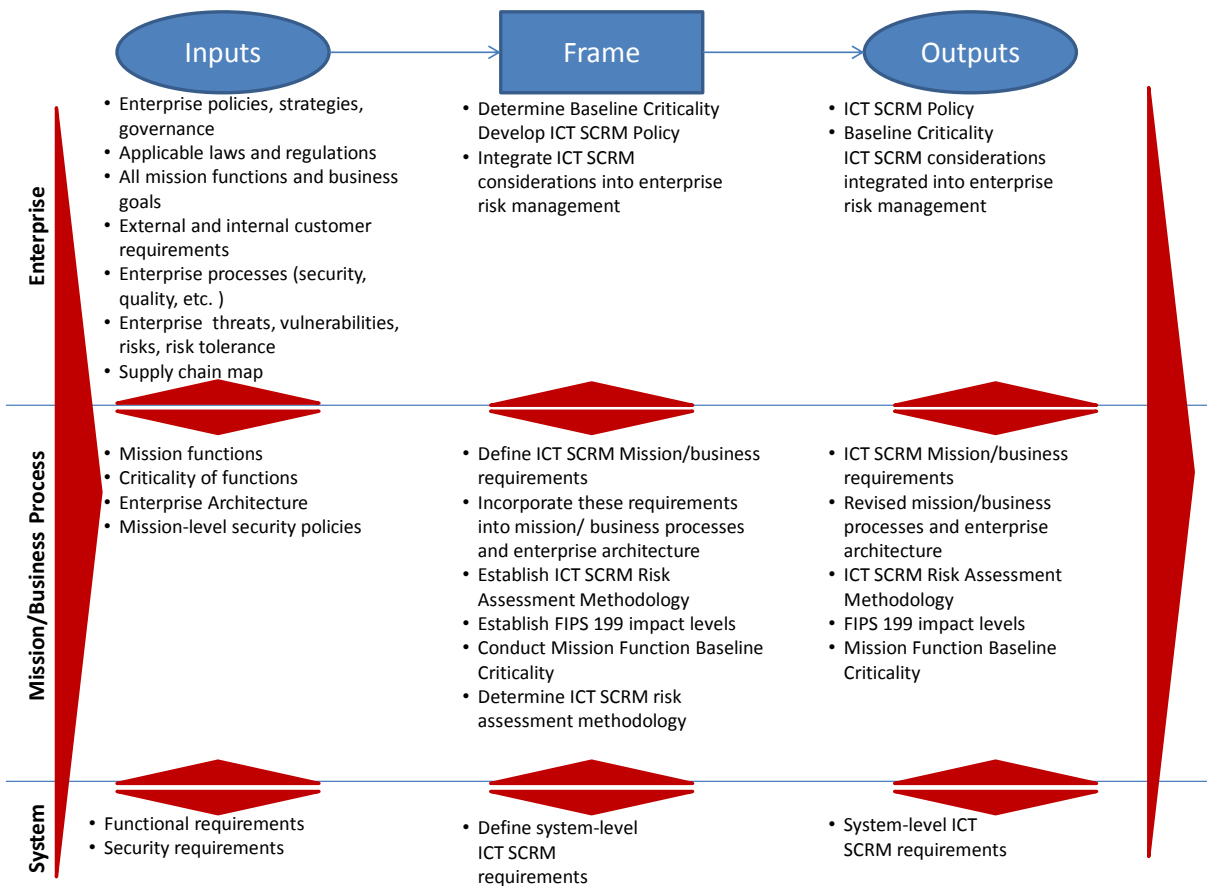 Inputs
Frame
Outputs
Enterprise
• Enterprise policies, strategies,
governance
• Applicable laws and regulations
• All mission functions and business
goals
• External and internal customer
requirements
• Enterprise processes (security,
quality, etc. )
• Enterprise  threats, vulnerabilities,
risks, risk tolerance
• Supply chain map
• Determine Baseline Criticality
Develop ICT SCRM Policy
• Integrate ICT SCRM
considerations into enterprise
risk management
• ICT SCRM Policy
• Baseline Criticality
ICT SCRM considerations
integrated into enterprise
risk management
Mission/Business Process
• Mission functions
• Criticality of functions
• Enterprise Architecture
• Mission-level security policies
• Define ICT SCRM Mission/business
requirements
• Incorporate these requirements
into mission/ business processes
and enterprise architecture
• Establish ICT SCRM Risk
Assessment Methodology
• Establish FIPS 199 impact levels
• Conduct Mission Function Baseline
Criticality
• Determine ICT SCRM risk
assessment methodology
• ICT SCRM Mission/business
requirements
• Revised mission/business
processes and enterprise
architecture
• ICT SCRM Risk Assessment
Methodology
• FIPS 199 impact levels
• Mission Function Baseline
Criticality
System
• Functional requirements
• Security requirements
• Define system-level
ICT SCRM
requirements
• System-level ICT
SCRM requirements